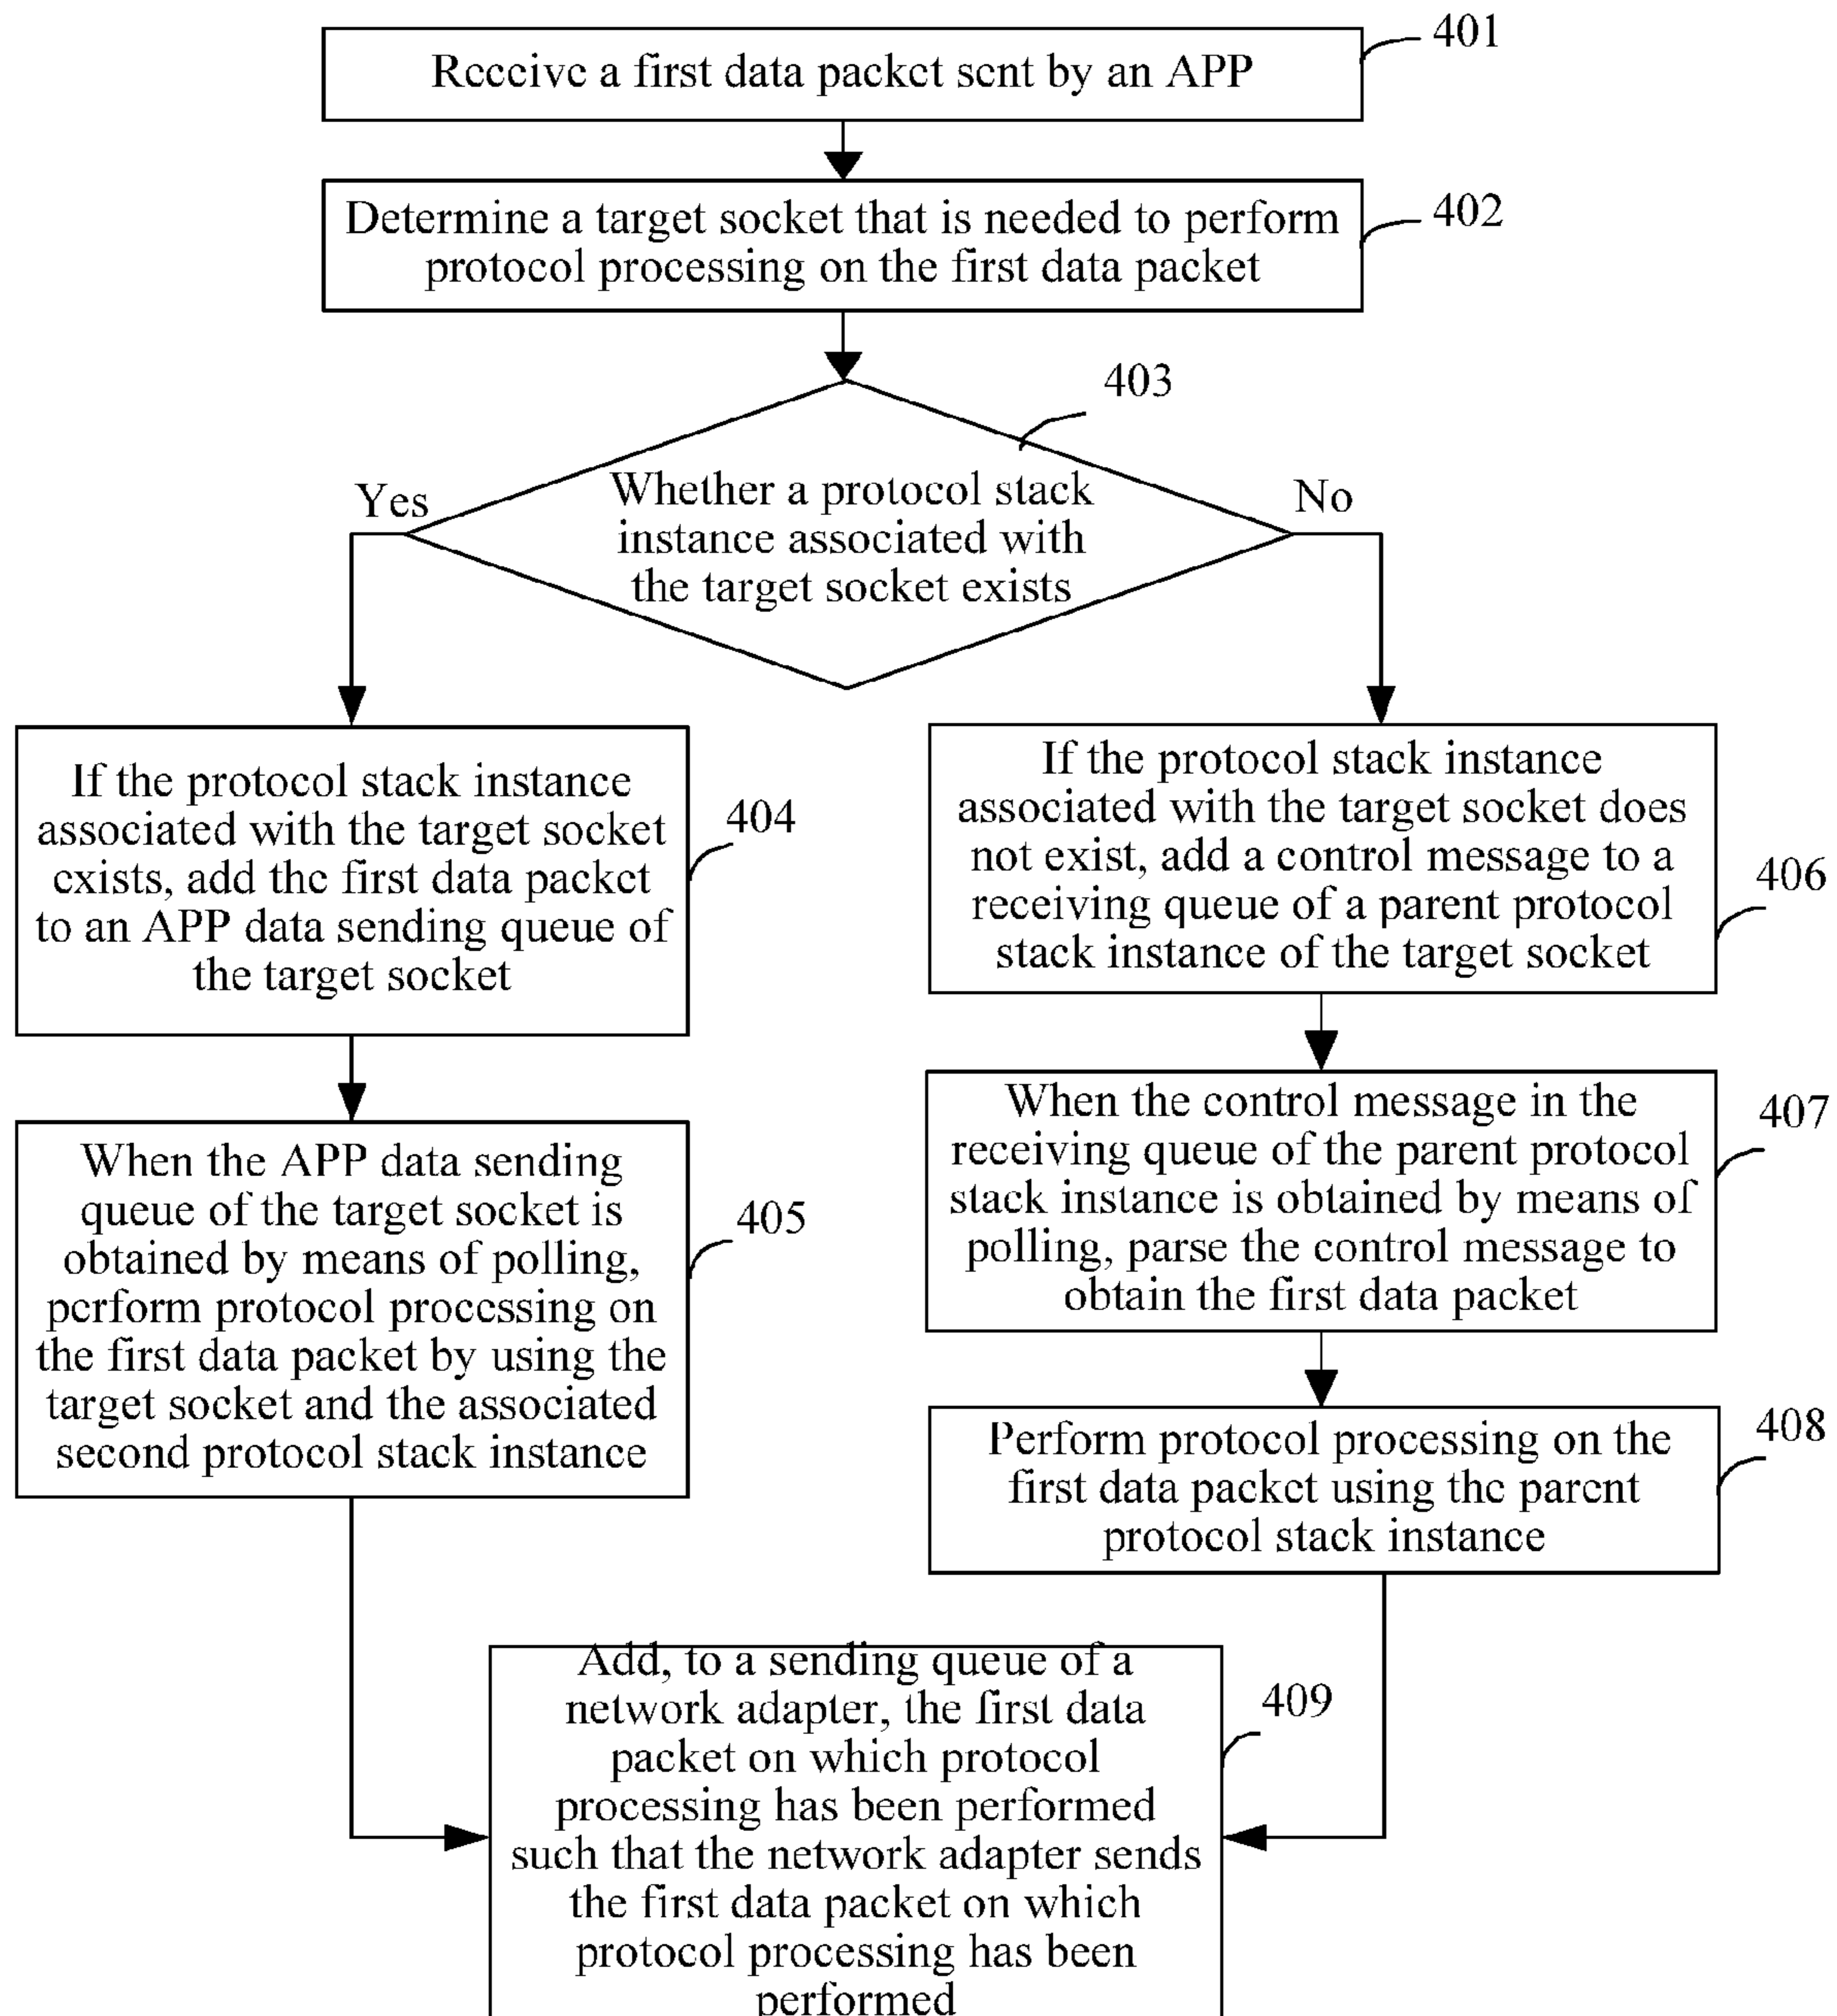 401
Receive a first data packet sent by an APP
402
Determine a target socket that is needed to perform
protocol processing on the first data packet
403
Yes
No
Whether a protocol stack
instance associated with
the target socket exists
If the protocol stack instance
associated with the target socket
exists, add the first data packet
to an APP data sending queue of
the target socket
404
If the protocol stack instance
associated with the target socket does
not exist, add a control message to a
receiving queue of a parent protocol
stack instance of the target socket
406
When the APP data sending
queue of the target socket is
obtained by means of polling,
perform protocol processing on
the first data packet by using the
target socket and the associated
second protocol stack instance
405
When the control message in the
receiving queue of the parent protocol
stack instance is obtained by means of
polling, parse the control message to
obtain the first data packet
407
Perform protocol processing on the
first data packet using the parent
protocol stack instance
408
Add, to a sending queue of a
network adapter, the first data
packet on which protocol
processing has been performed
such that the network adapter sends
the first data packet on which
protocol processing has been
performed
409